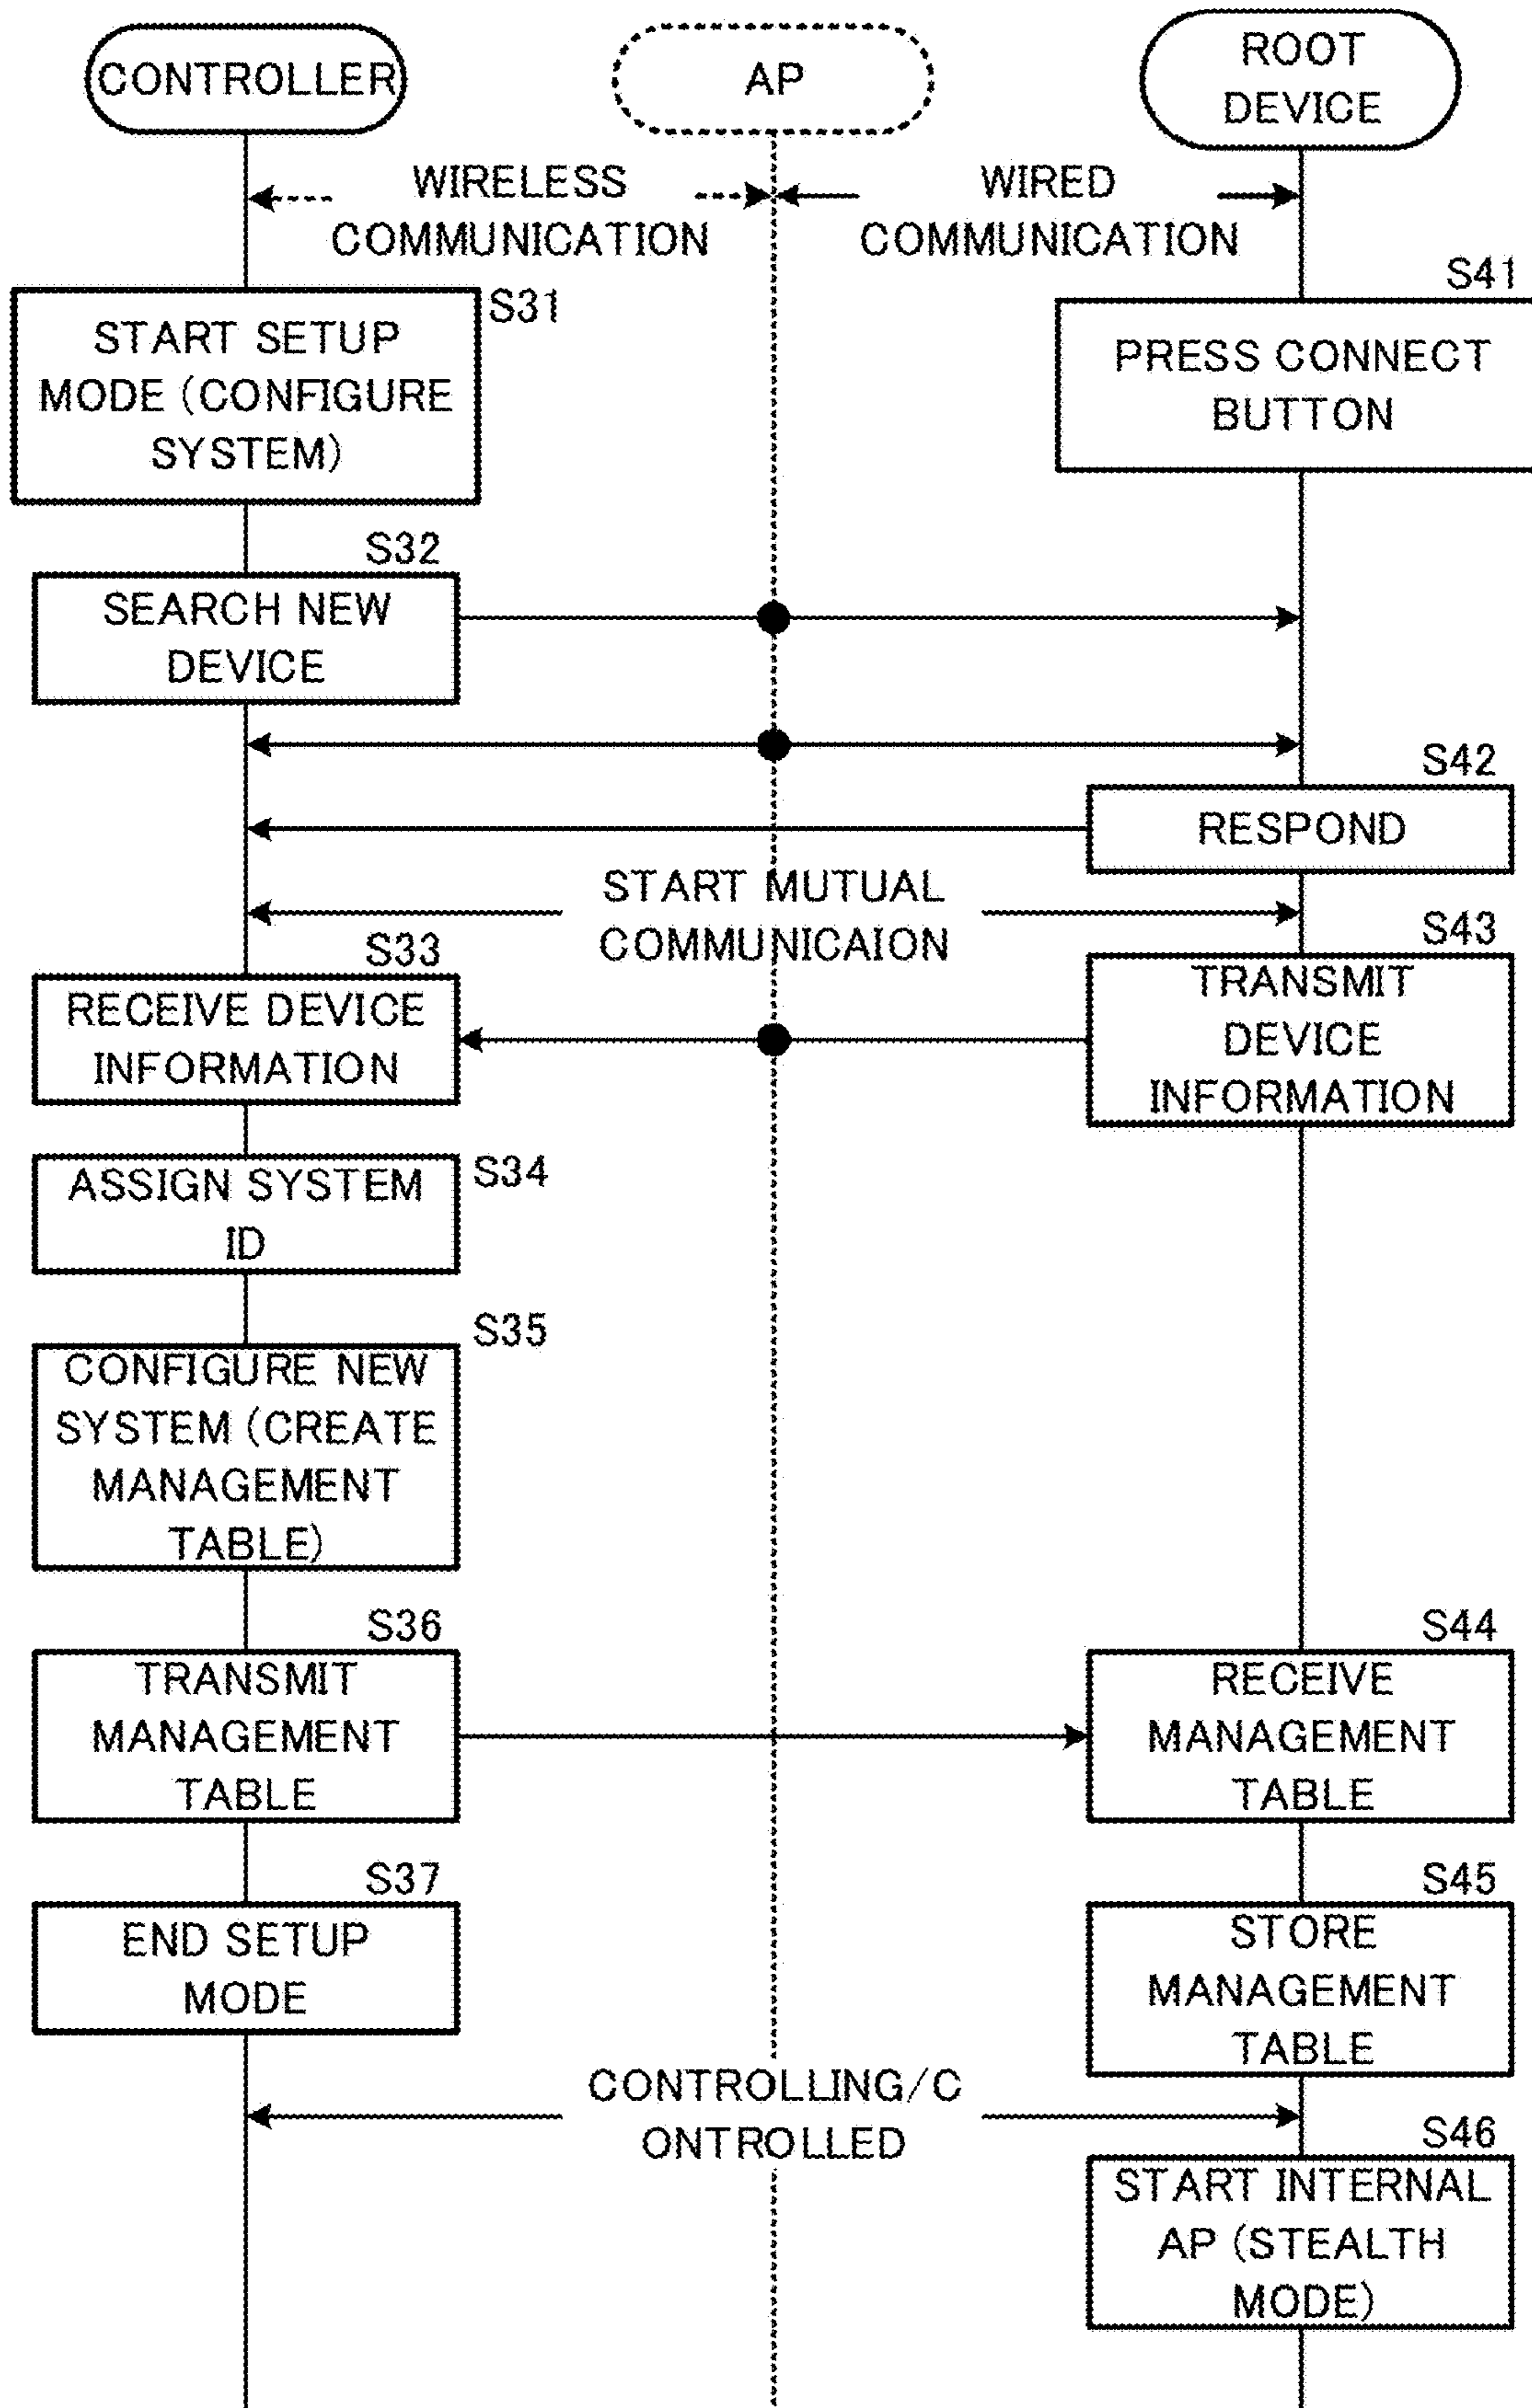 CONTROLLER
AP
ROOT
DEVICE
WIRELESS
COMMUNICATION
WIRED
COMMUNICATION
S31
START SETUP
MODE (CONFIGURE
SYSTEM)
S41
PRESS CONNECT
BUTTON
S32
SEARCH NEW
DEVICE
S42
RESPOND
START MUTUAL
COMMUNICAION
S33
RECEIVE DEVICE
INFORMATION
S43
TRANSMIT
DEVICE
INFORMATION
S34
ASSIGN SYSTEM
ID
S35
CONFIGURE NEW
SYSTEM (CREATE
MANAGEMENT
TABLE)
S36
TRANSMIT
MANAGEMENT
TABLE
S44
RECEIVE
MANAGEMENT
TABLE
S37
END SETUP
MODE
S45
STORE
MANAGEMENT
TABLE
CONTROLLING/C
ONTROLLED
S46
START INTERNAL
AP (STEALTH
MODE)